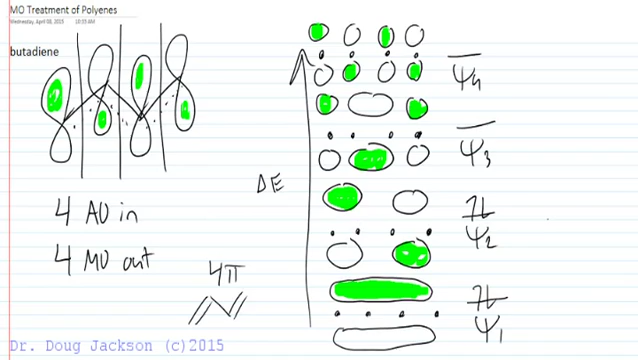 MO Treatment of Polyenes
Wednesday, April 08, 2015 10:33 AM
butadiene
4 AO in
4 MO out
4π
ΔE
Ψ4
Ψ3
Ψ2
Ψ1
Dr. Doug Jackson (c)2015